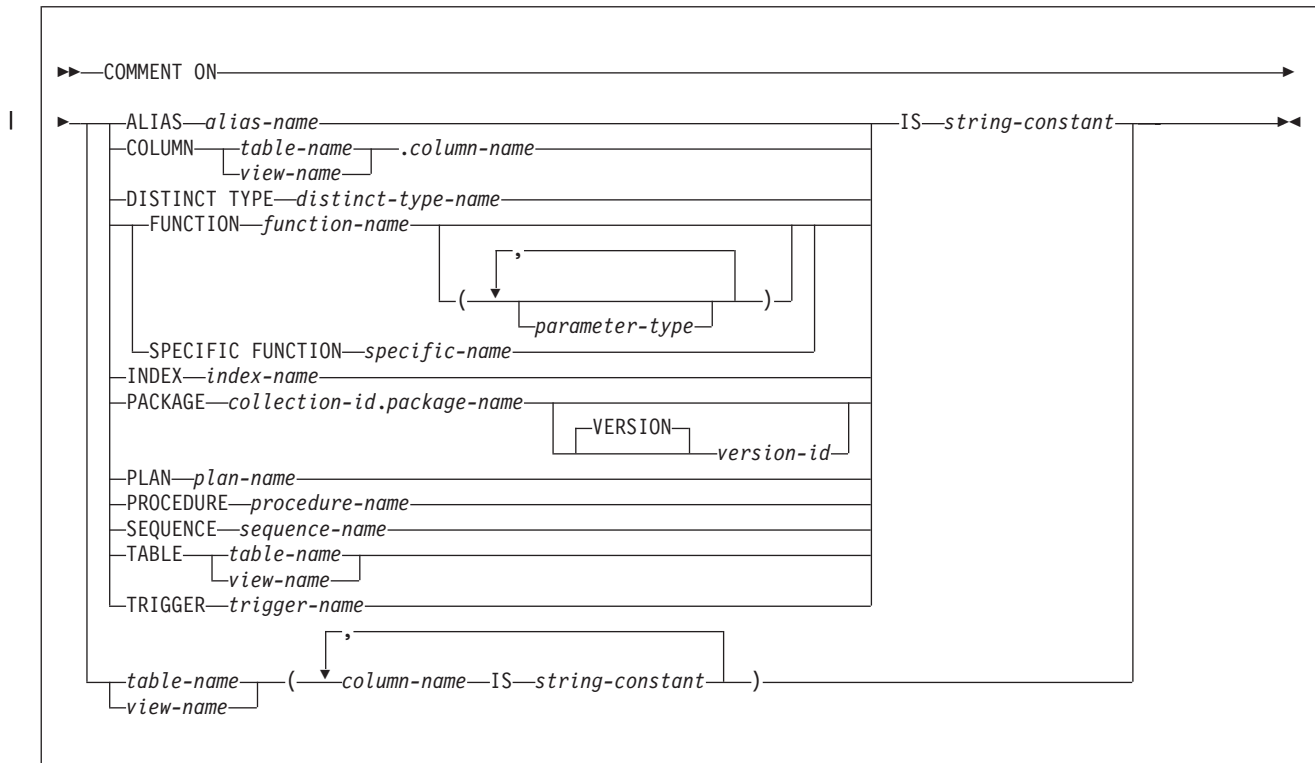 COMMENT ON
| ALIAS alias-name IS string-constant
COLUMN table-name .column-name
view-name
DISTINCT TYPE distinct-type-name
FUNCTION function-name
,
( parameter-type )
SPECIFIC FUNCTION specific-name
INDEX index-name
PACKAGE collection-id.package-name
VERSION
version-id
PLAN plan-name
PROCEDURE procedure-name
SEQUENCE sequence-name
TABLE table-name
view-name
TRIGGER trigger-name
,
table-name ( column-name IS string-constant )
view-name